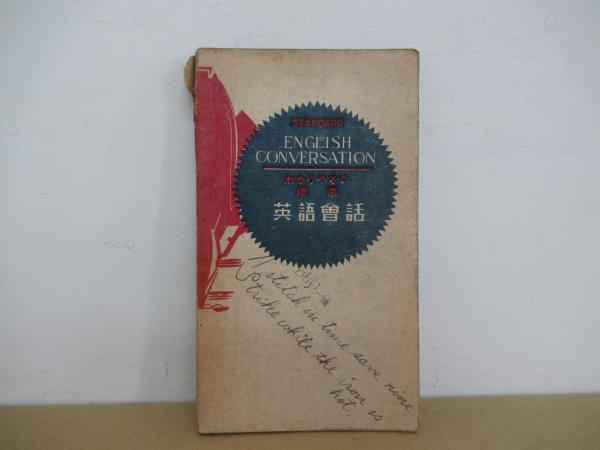 STANDARD
ENGLISH
CONVERSATION
わかりやすい
標準
英語會話
A stitch in time save nine
Strike while the iron is
hot.